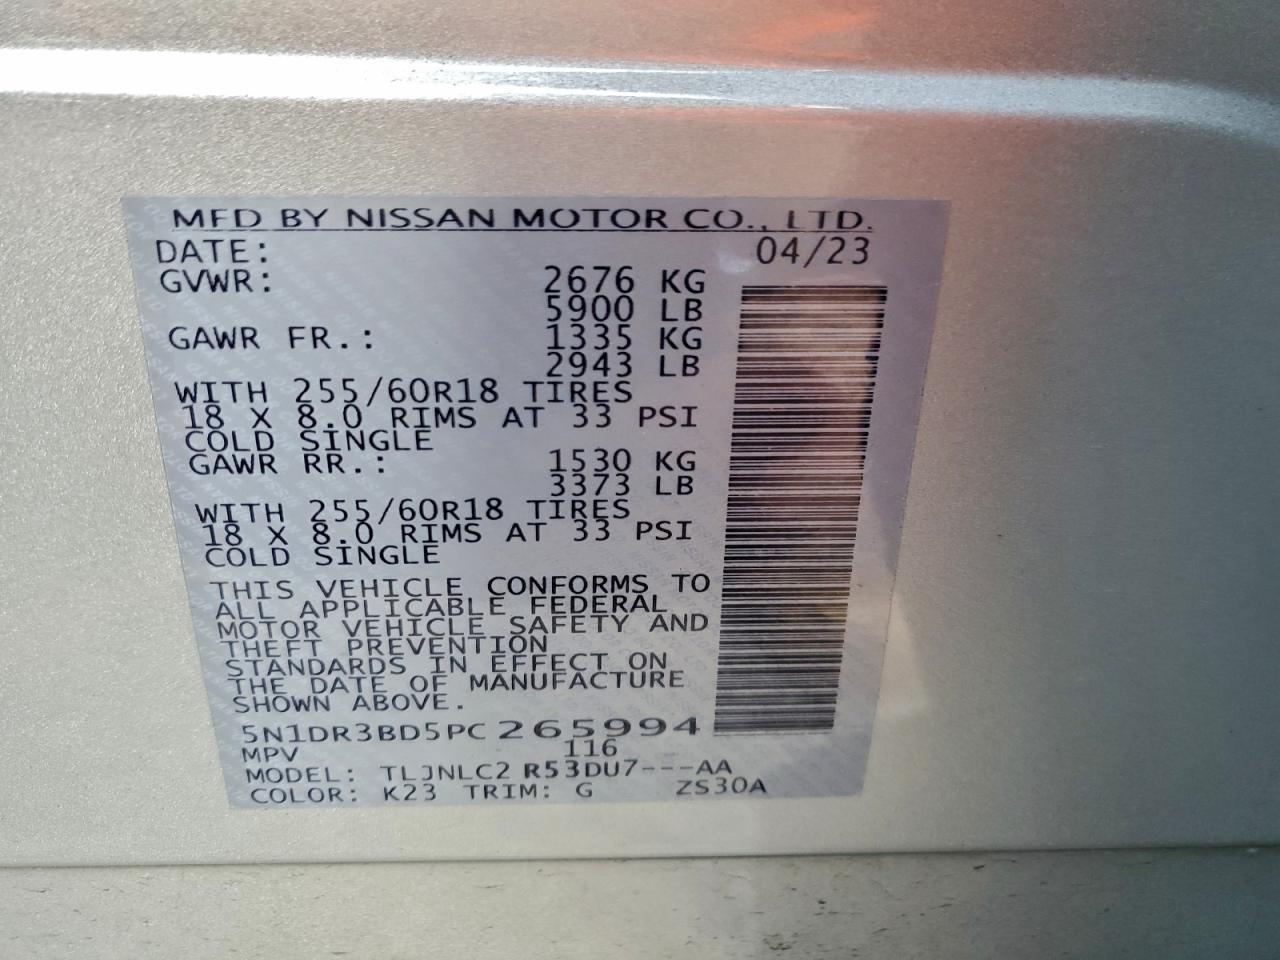 MFD BY NISSAN MOTOR CO., LTD.
DATE: 04/23
GVWR: 2676 KG
5900 LB
GAWR FR.: 1335 KG
2943 LB
WITH 255/60R18 TIRES
18 X 8.0 RIMS AT 33 PSI
COLD SINGLE
GAWR RR.: 1530 KG
3373 LB
WITH 255/60R18 TIRES
18 X 8.0 RIMS AT 33 PSI
COLD SINGLE
THIS VEHICLE CONFORMS TO
ALL APPLICABLE FEDERAL
MOTOR VEHICLE SAFETY AND
THEFT PREVENTION
STANDARDS IN EFFECT ON
THE DATE OF MANUFACTURE
SHOWN ABOVE.
5N1DR3BD5PC265994
MPV 116
MODEL: TLJNLC2 R53DU7---AA
COLOR: K23 TRIM: G ZS30A